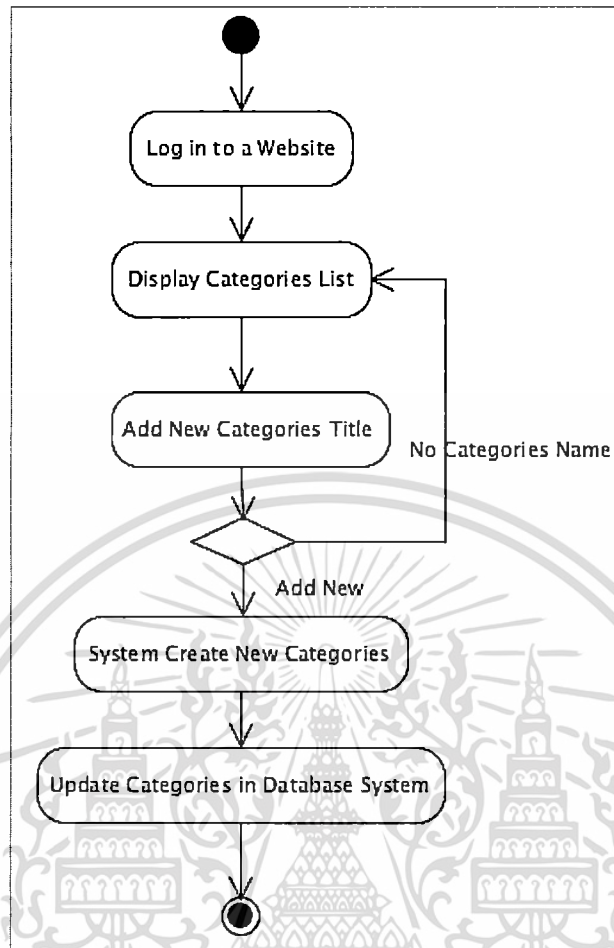 Log in to a Website
Display Categories List
Add New Categories Title
No Categories Name
Add New
System Create New Categories
Update Categories in Database System